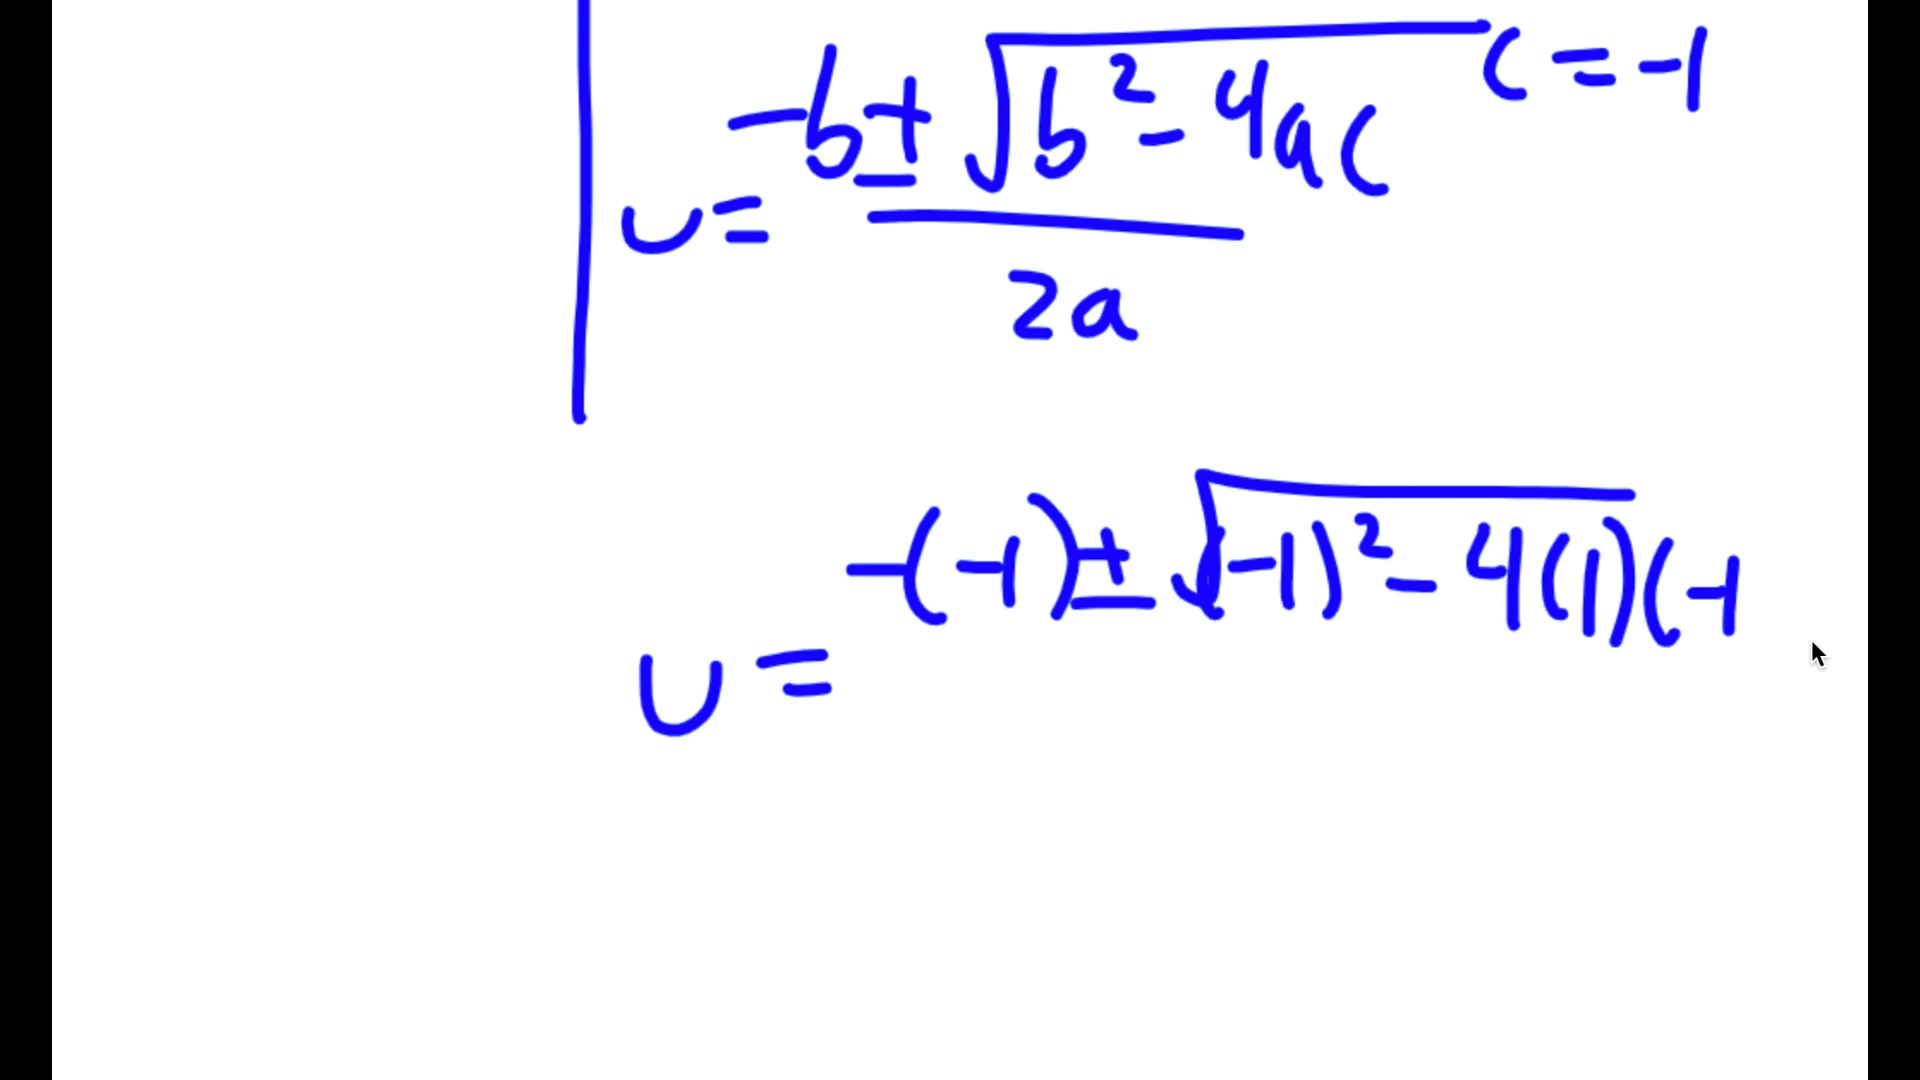 c = -1
u = -b ± √b² - 4ac
2a
u = -(-1) ± √(-1)² - 4(1)(-1